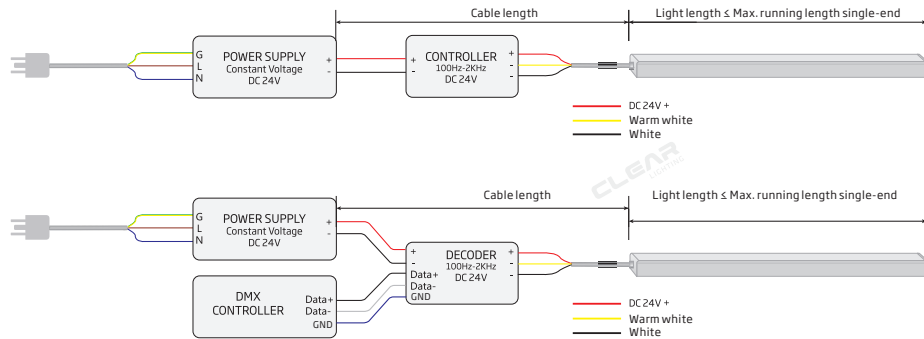 Cable length
Light length ≤ Max. running length single-end
G
L
N
POWER SUPPLY
Constant Voltage
DC 24V
+
-
+
-
CONTROLLER
100Hz-2KHz
DC 24V
+
-
-
DC 24V +
Warm white
White
CLEAR
LIGHTING
Cable length
Light length ≤ Max. running length single-end
G
L
N
POWER SUPPLY
Constant Voltage
DC 24V
+
-
+
-
Data+
Data-
GND
DECODER
100Hz-2KHz
DC 24V
+
-
-
DMX
CONTROLLER
Data+
Data-
GND
DC 24V +
Warm white
White